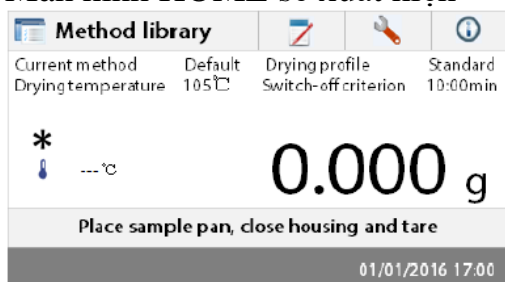 HOME
Method library
Current method Default Drying profile Standard
Drying temperature 105℃ Switch-off criterion 10:00min
*
---℃ 0.000 g
Place sample pan, close housing and tare
01/01/2016 17:00